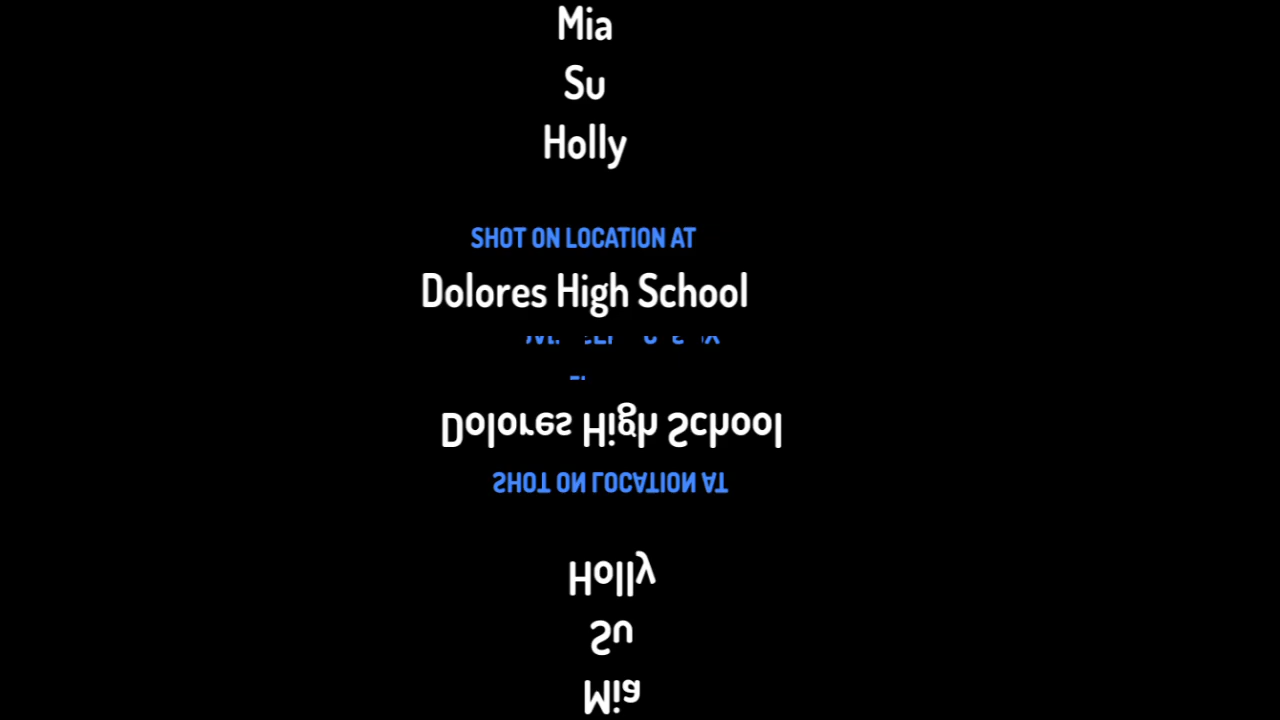 Mia
Su
Holly
SHOT ON LOCATION AT
Dolores High School
Dolores High School
SHOT ON LOCATION AT
Holly
Su
Mia